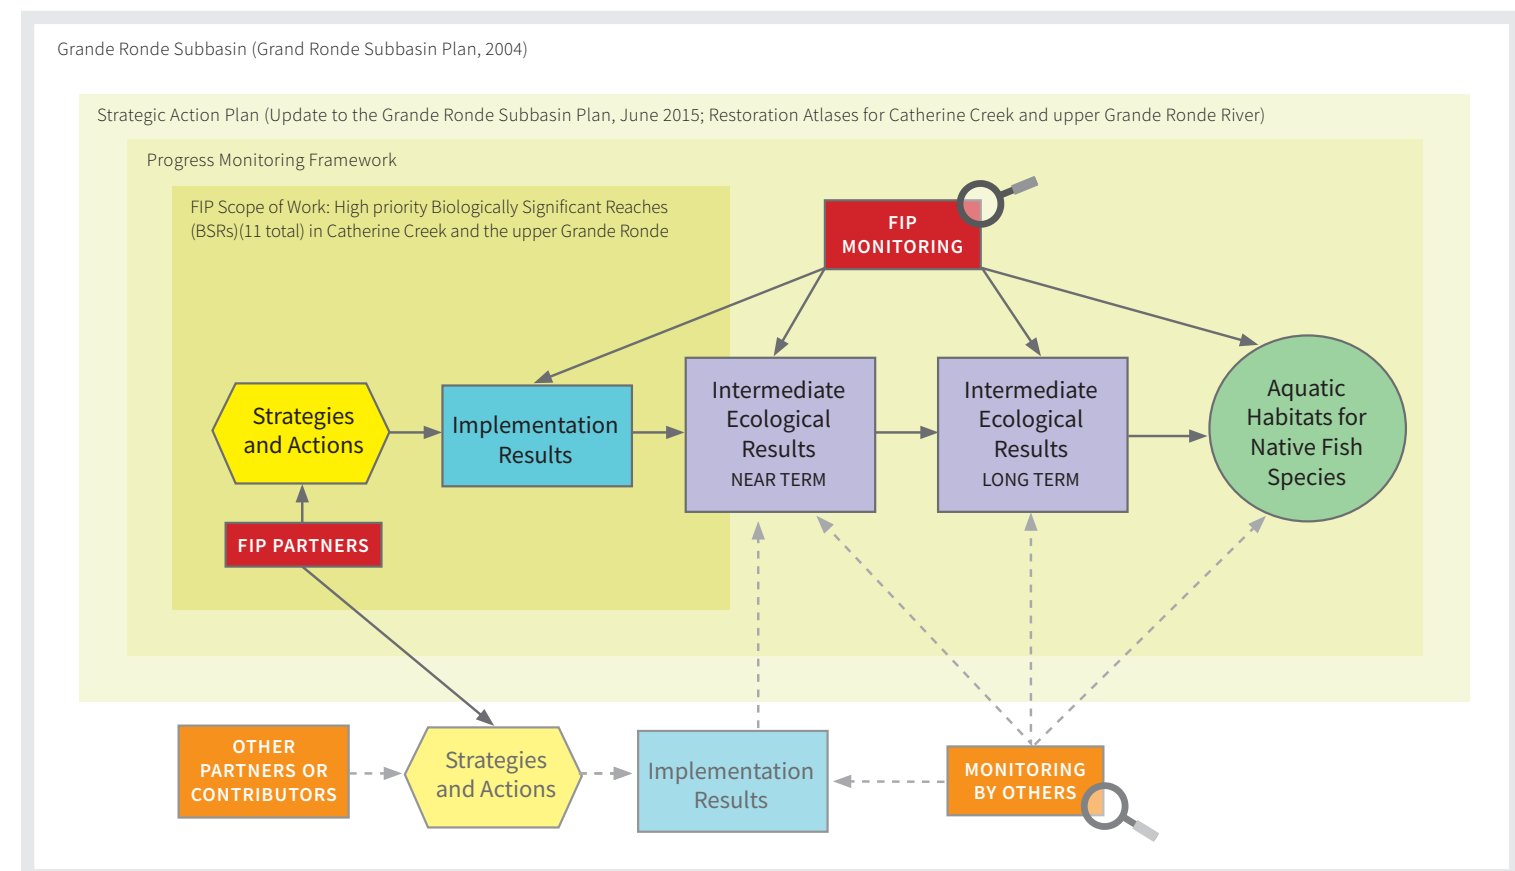 Grande Ronde Subbasin (Grand Ronde Subbasin Plan, 2004)
Strategic Action Plan (Update to the Grande Ronde Subbasin Plan, June 2015; Restoration Atlases for Catherine Creek and upper Grande Ronde River)
Progress Monitoring Framework
FIP Scope of Work: High priority Biologically Significant Reaches
(BSRs)(11 total) in Catherine Creek and the upper Grande Ronde
FIP
MONITORING
Strategies
and Actions
Implementation
Results
Intermediate
Ecological
Results
NEAR TERM
Intermediate
Ecological
Results
LONG TERM
Aquatic
Habitats for
Native Fish
Species
FIP PARTNERS
OTHER
PARTNERS OR
CONTRIBUTORS
Strategies
and Actions
Implementation
Results
MONITORING
BY OTHERS